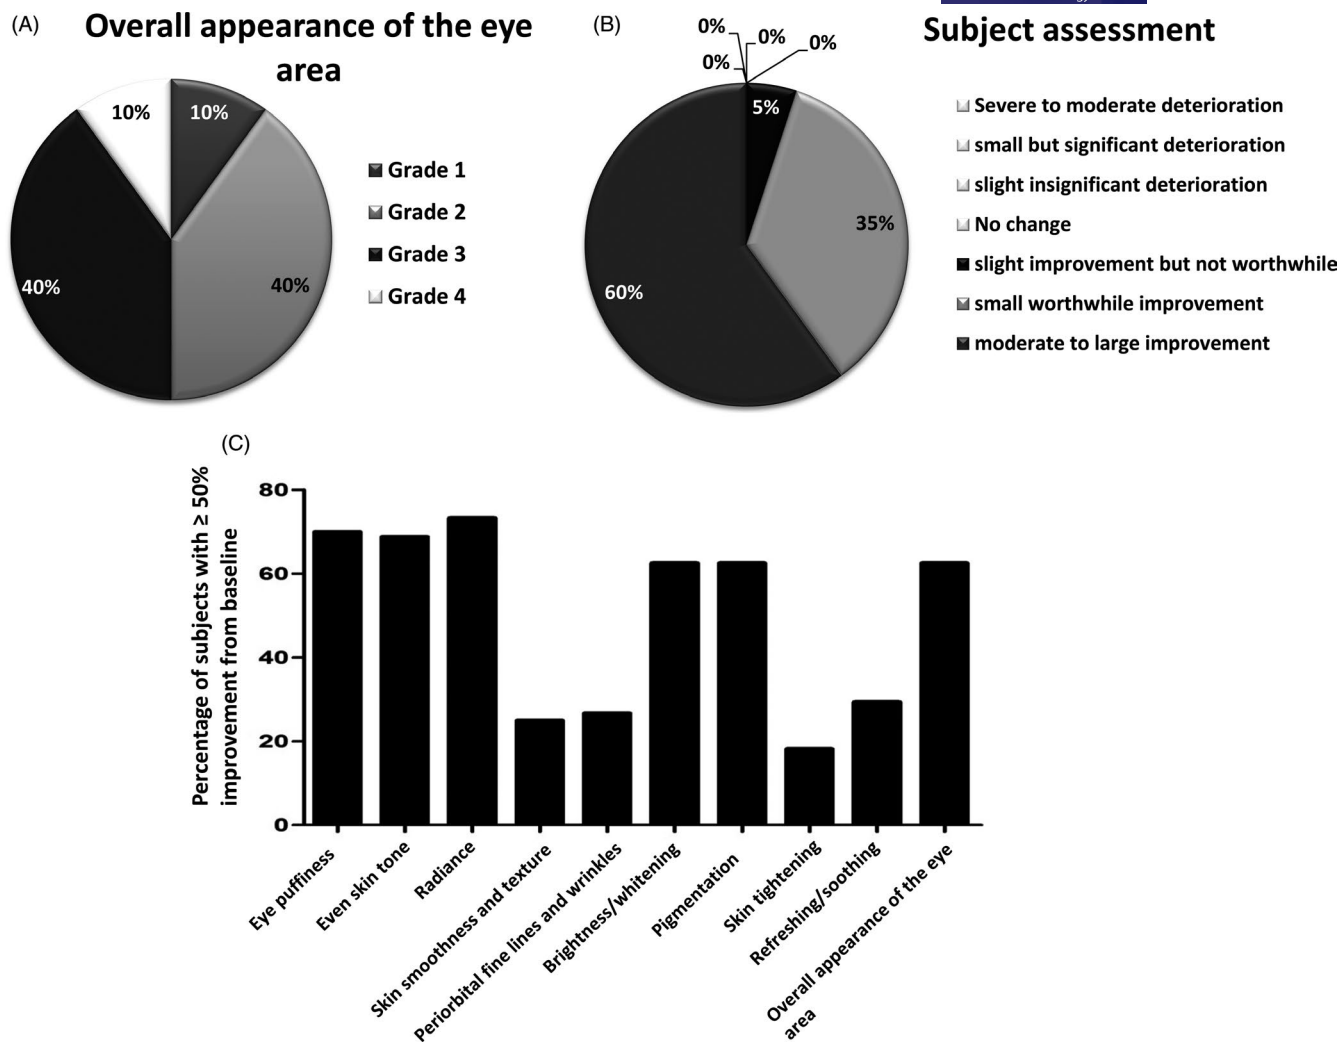 (A)
Overall appearance of the eye
area
10%
10%
40%
40%
Grade 1
Grade 2
Grade 3
Grade 4
(B)
Subject assessment
0%
0%
0%
0%
5%
35%
60%
Severe to moderate deterioration
small but significant deterioration
slight insignificant deterioration
No change
slight improvement but not worthwhile
small worthwhile improvement
moderate to large improvement
(C)
Percentage of subjects with ≥ 50%
improvement from baseline
80
60
40
20
0
Eye puffiness
Even skin tone
Radiance
Skin smoothness and texture
Periorbital fine lines and wrinkles
Brightness/whitening
Pigmentation
Skin tightening
Refreshing/soothing
Overall appearance of the eye
area